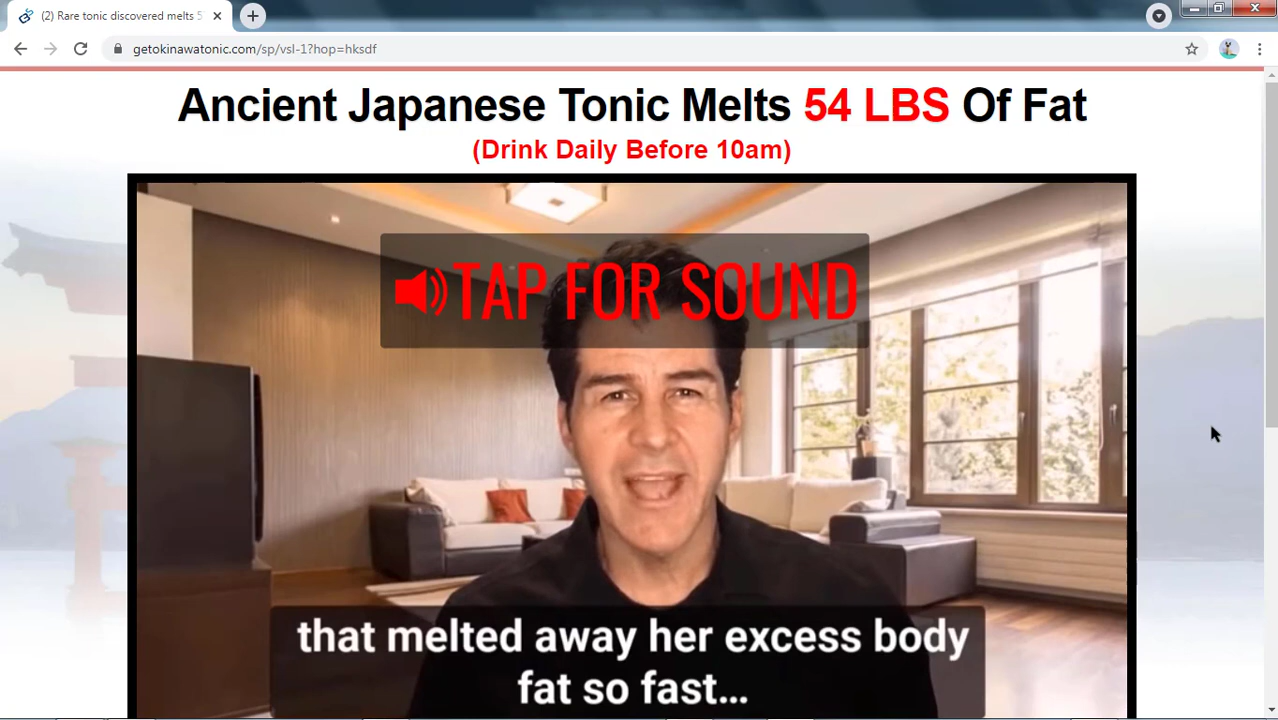 (2) Rare tonic discovered melts 5
getokinawatonic.com/sp/vsl-1?hop=hksdf
Ancient Japanese Tonic Melts 54 LBS Of Fat
(Drink Daily Before 10am)
TAP FOR SOUND
that melted away her excess body
fat so fast...